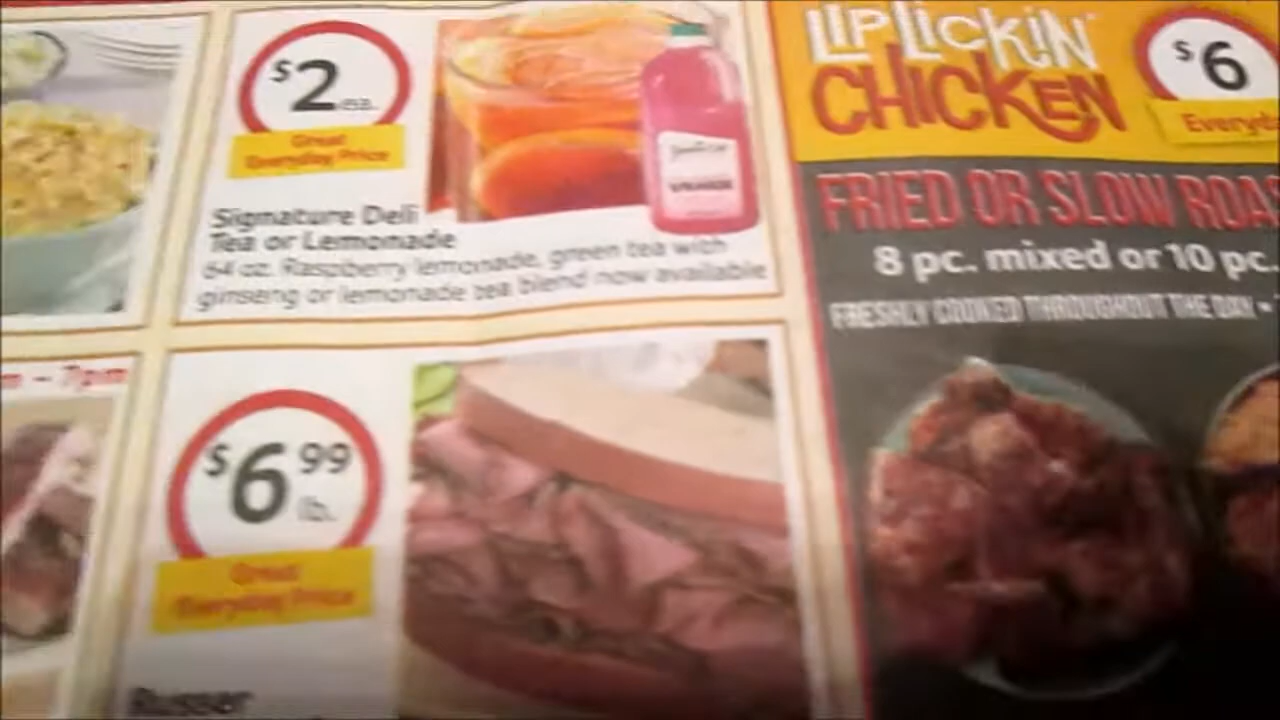 $2 ea.
Great
Everyday Price
Signature Deli
Tea or Lemonade
64 oz. Raspberry lemonade, green tea with
ginseng or lemonade tea blend now available
- 7pm
$6 99
lb.
Great
Everyday Price
Russer
LIPLICKIN'
CHICKEN
$6
FRIED OR SLOW
8 pc. mixed or 10 pc.
FRESHLY COOKED THROUGHOUT THE DAY •